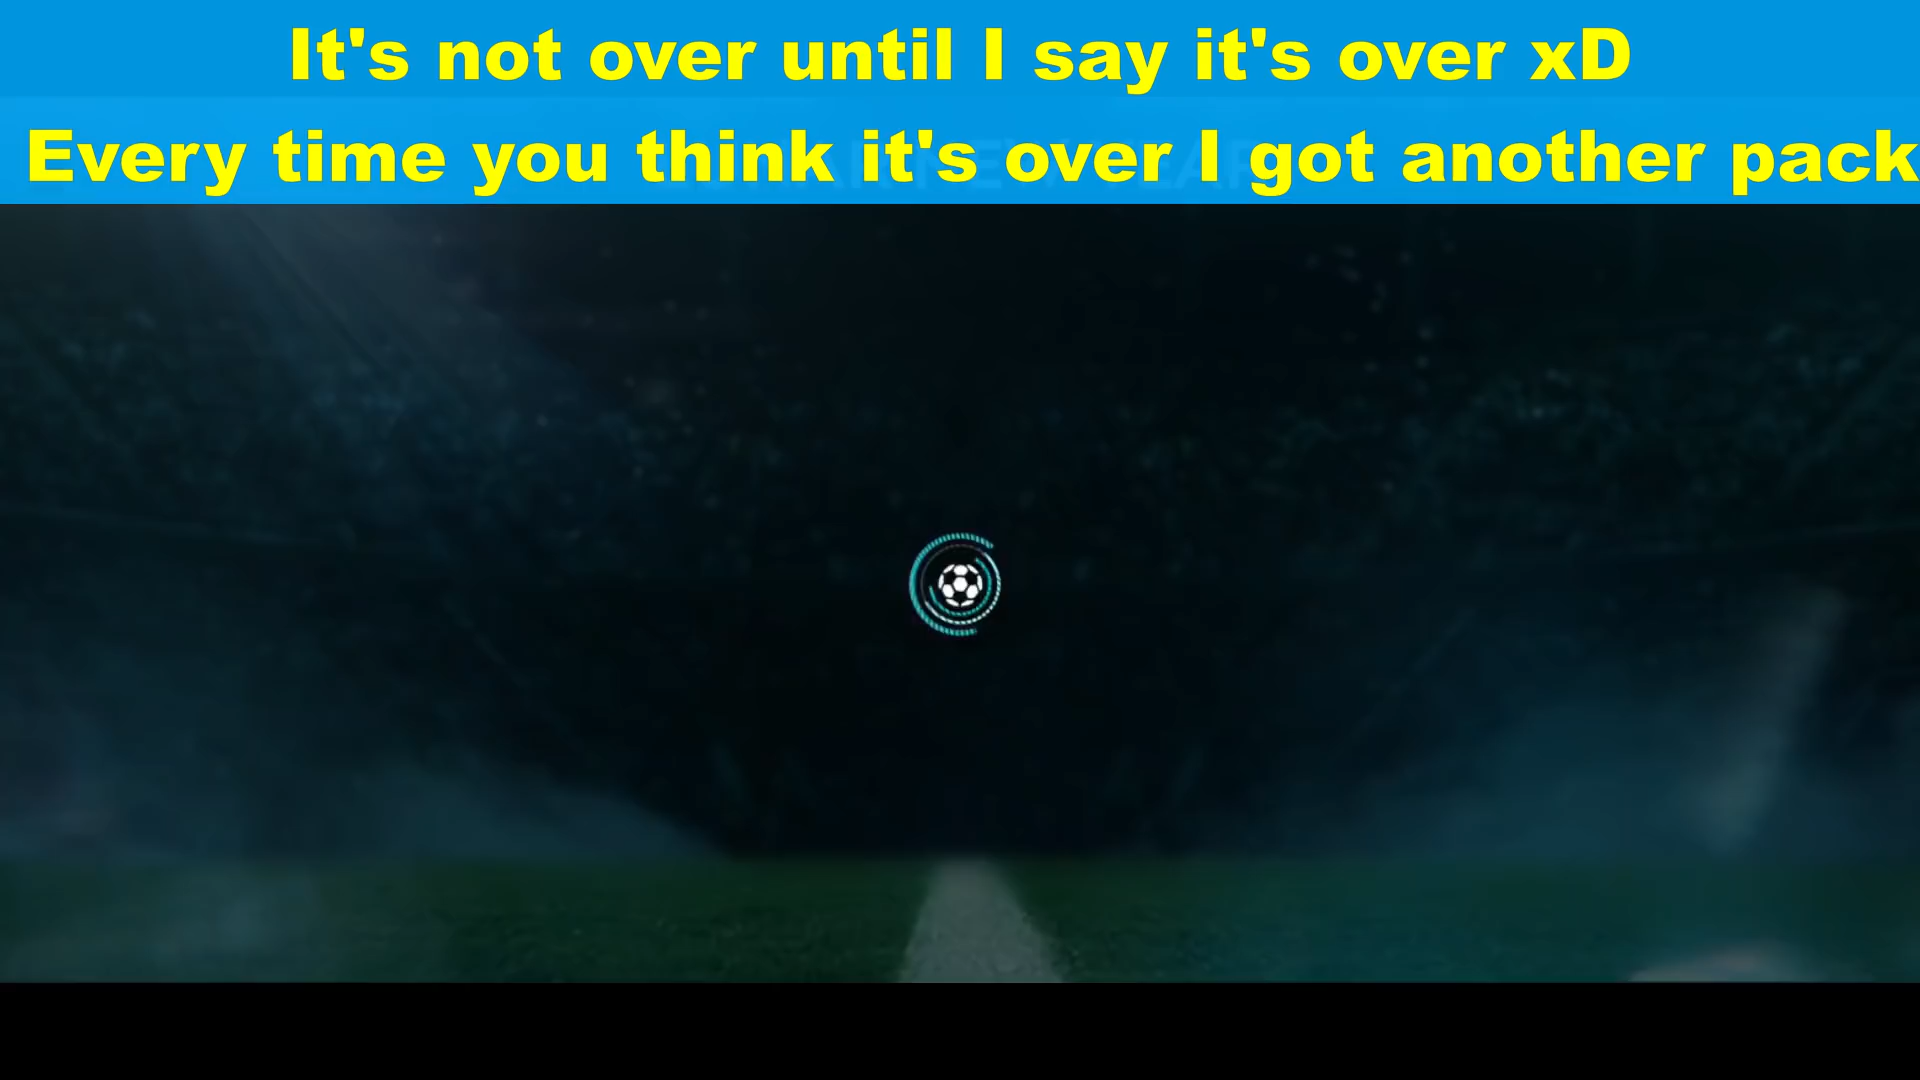 It's not over until I say it's over xD
Every time you think it's over I got another pack